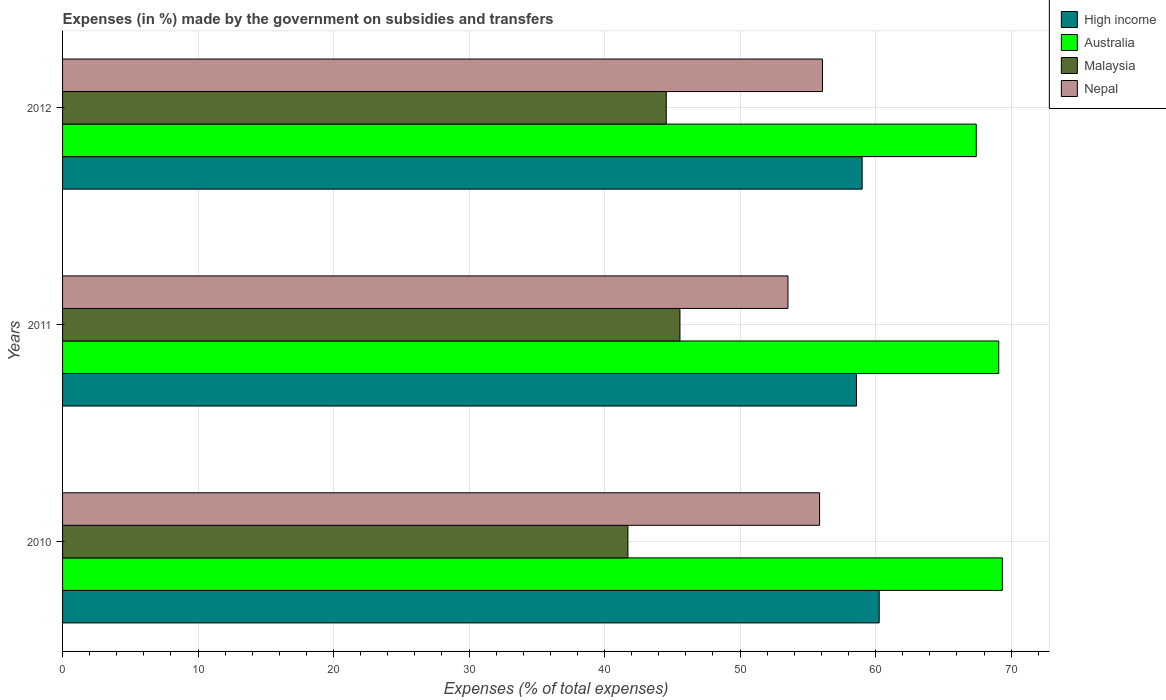 Expenses (in %) made by the government on subsidies and transfers
High income
Australia
Malaysia
Nepal
Years
2012
2011
2010
0
10
20
30
40
50
60
70
Expenses (% of total expenses)